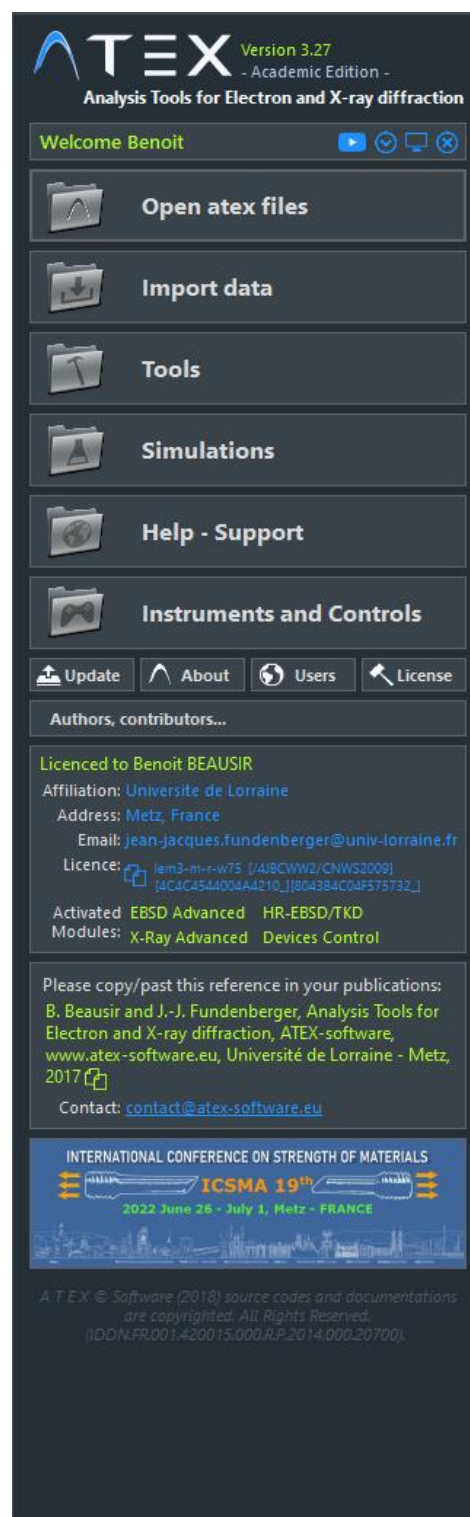 ATEX Version 3.27
- Academic Edition -
Analysis Tools for Electron and X-ray diffraction
Welcome Benoit
Open atex files
Import data
Tools
Simulations
Help - Support
Instruments and Controls
Update About Users License
Authors, contributors...
Licenced to Benoit BEAUSIR
Affiliation: Universite de Lorraine
Address: Metz, France
Email: jean-jacques.fundenberger@univ-lorraine.fr
Licence: lem3-m-r-w75 [/4J8CWW2/CNWS2009]
[4C4C4544004A4210_][804384C04F575732_]
Activated Modules: EBSD Advanced HR-EBSD/TKD
X-Ray Advanced Devices Control
Please copy/past this reference in your publications:
B. Beausir and J.-J. Fundenberger, Analysis Tools for
Electron and X-ray diffraction, ATEX-software,
www.atex-software.eu, Université de Lorraine - Metz,
2017
Contact: contact@atex-software.eu
INTERNATIONAL CONFERENCE ON STRENGTH OF MATERIALS
ICSMA 19th
2022 June 26 - July 1, Metz - FRANCE
A T E X © Software (2018) source codes and documentations
are copyrighted. All Rights Reserved.
(IDDN.FR.001.420015.000.R.P.2014.000.20700).